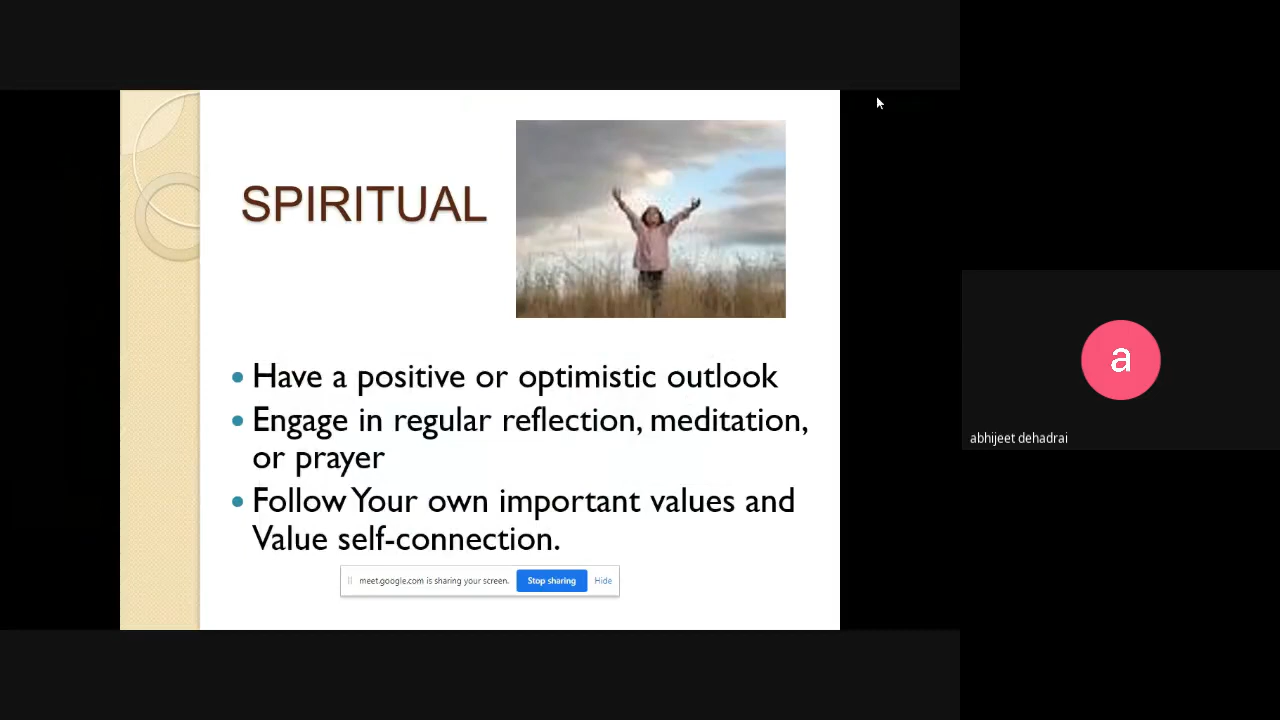 SPIRITUAL
• Have a positive or optimistic outlook
• Engage in regular reflection, meditation,
or prayer
• Follow Your own important values and
Value self-connection.
meet.google.com is sharing your screen. Stop sharing Hide
a
abhijeet dehadrai